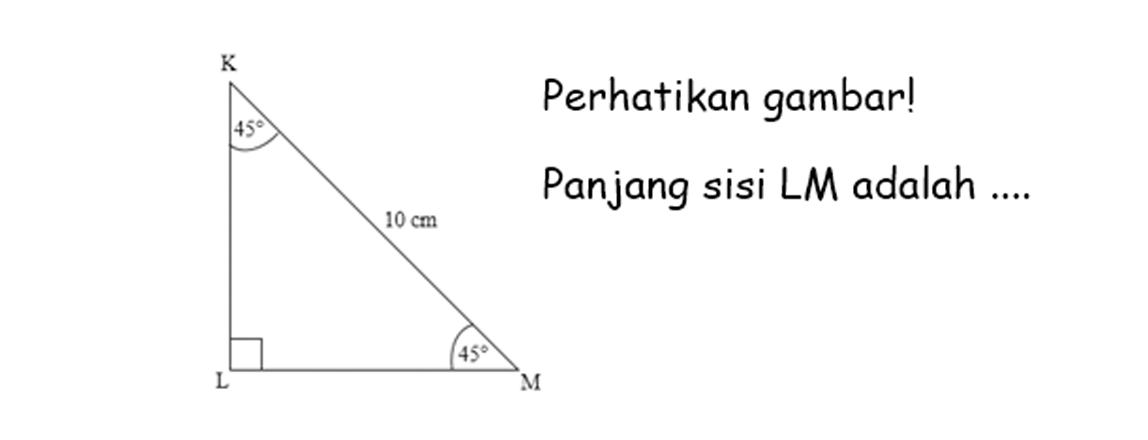 K
Perhatikan gambar!
45°
Panjang sisi LM adalah ....
10 cm
45°
L
M